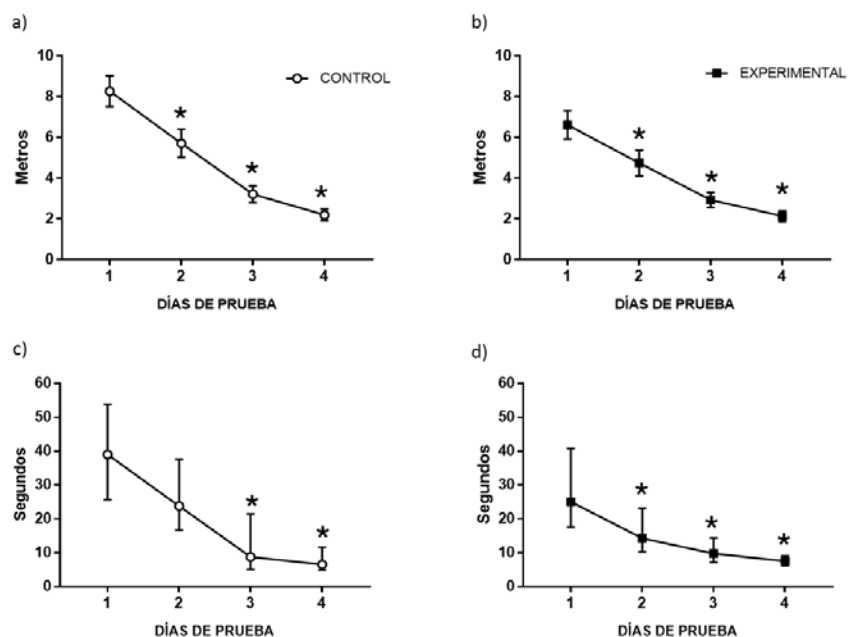 a)
CONTROL
10
8
6
4
2
0
Metros
*
*
*
1 2 3 4
DÍAS DE PRUEBA
b)
EXPERIMENTAL
10
8
6
4
2
0
Metros
*
*
*
1 2 3 4
DÍAS DE PRUEBA
c)
60
50
40
30
20
10
0
Segundos
*
*
1 2 3 4
DÍAS DE PRUEBA
d)
60
50
40
30
20
10
0
Segundos
*
*
*
1 2 3 4
DÍAS DE PRUEBA